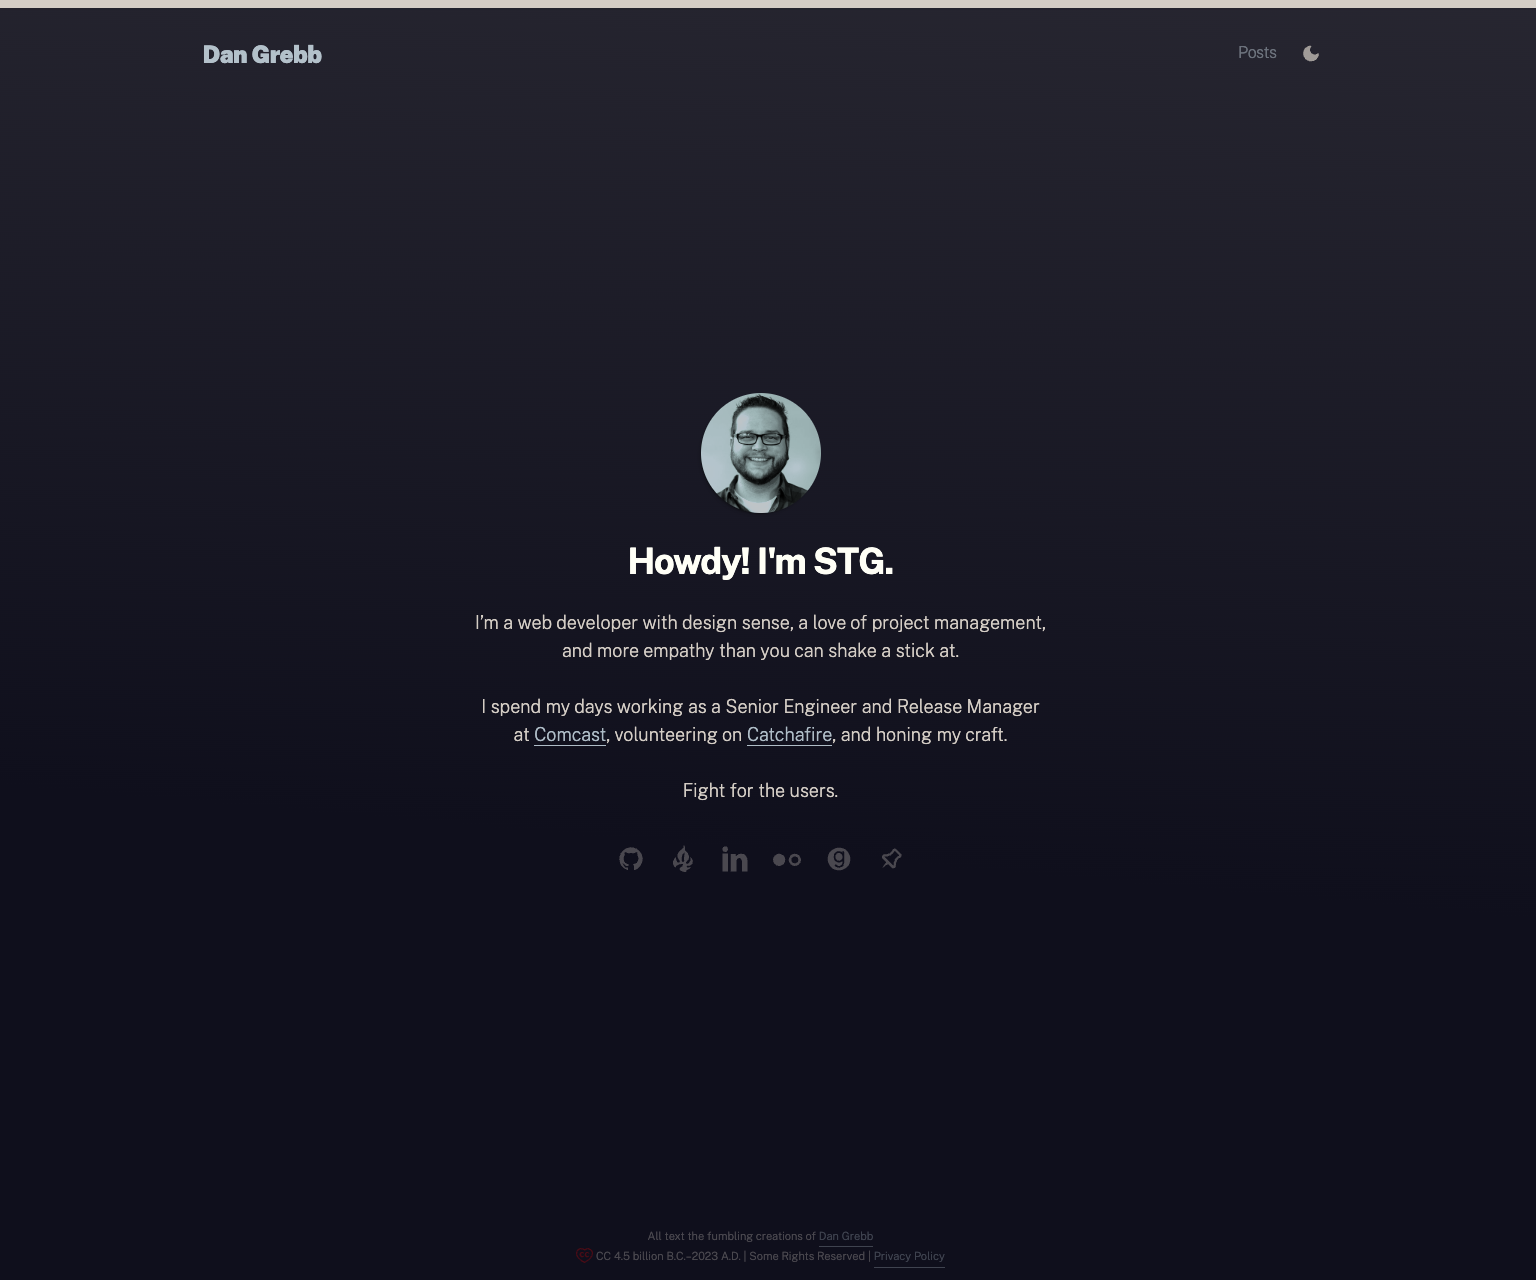 Dan Grebb
Posts
Howdy! I'm STG.
I’m a web developer with design sense, a love of project management,
and more empathy than you can shake a stick at.
I spend my days working as a Senior Engineer and Release Manager
at Comcast, volunteering on Catchafire, and honing my craft.
Fight for the users.
All text the fumbling creations of Dan Grebb
CC 4.5 billion B.C.–2023 A.D. | Some Rights Reserved | Privacy Policy